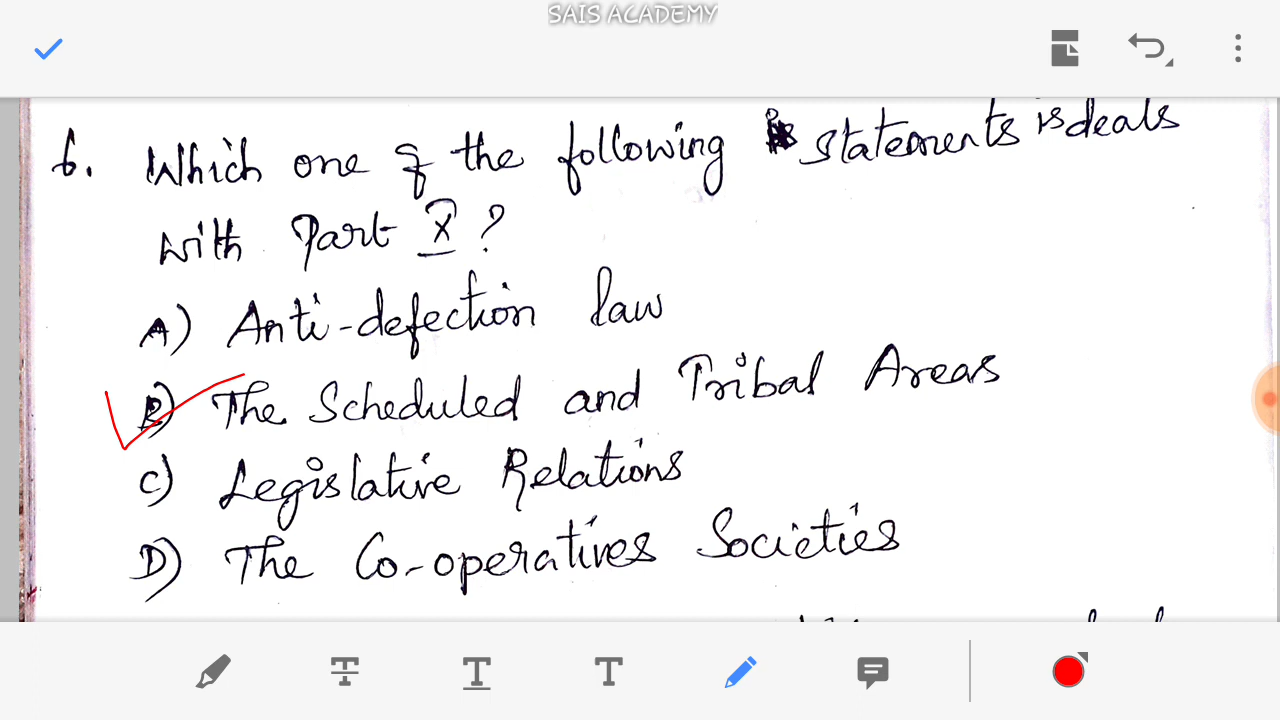 SAIS ACADEMY
6. Which one of the following statements is deals
with Part X ?
A) Anti-defection law
B) The Scheduled and Tribal Areas
C) Legislative Relations
D) The Co-operatives Societies